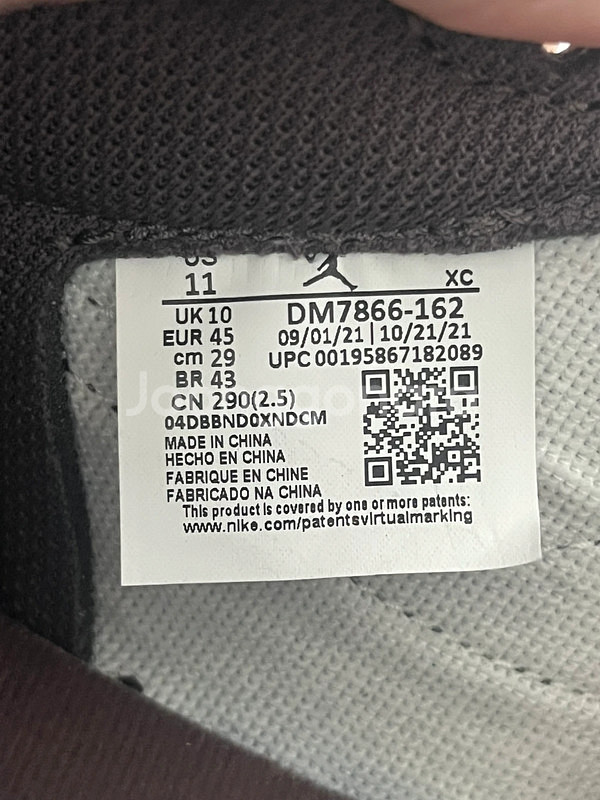 US
11
XC
UK 10
DM7866-162
EUR 45
09/01/21 | 10/21/21
cm 29
UPC 00195867182089
BR 43
CN 290(2.5)
04DBBND0XNDCM
MADE IN CHINA
HECHO EN CHINA
FABRIQUE EN CHINE
FABRICADO NA CHINA
This product is covered by one or more patents:
www.nike.com/patentsvirtualmarking